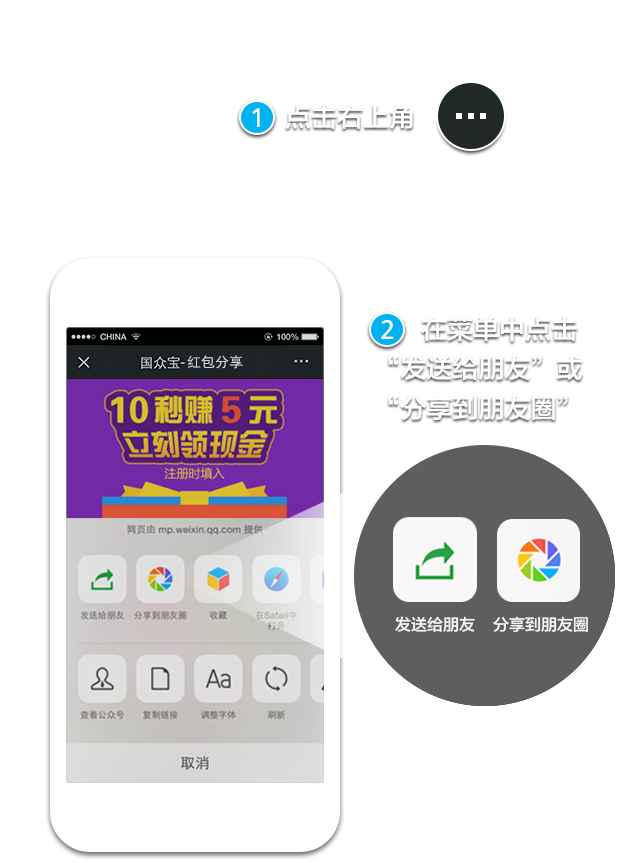 1 点击右上角
2 在菜单中点击
“发送给朋友”或
“分享到朋友圈”
CHINA 100%
国众宝-红包分享
10秒赚5元
立刻领现金
注册时填入
网页由 mp.weixin.qq.com 提供
发送给朋友 分享到朋友圈 收藏 在Safari中
打开
Aa
查看公众号 复制链接 调整字体 刷新
取消
发送给朋友 分享到朋友圈